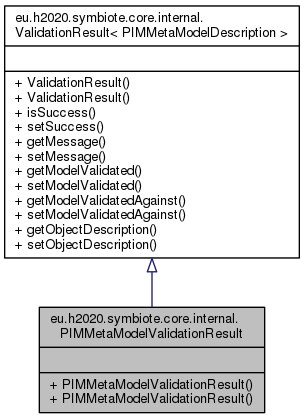 eu.h2020.symbiote.core.internal.
ValidationResult< PIMMetaModelDescription >
+ ValidationResult()
+ ValidationResult()
+ isSuccess()
+ setSuccess()
+ getMessage()
+ setMessage()
+ getModelValidated()
+ setModelValidated()
+ getModelValidatedAgainst()
+ setModelValidatedAgainst()
+ getObjectDescription()
+ setObjectDescription()
eu.h2020.symbiote.core.internal.
PIMMetaModelValidationResult
+ PIMMetaModelValidationResult()
+ PIMMetaModelValidationResult()